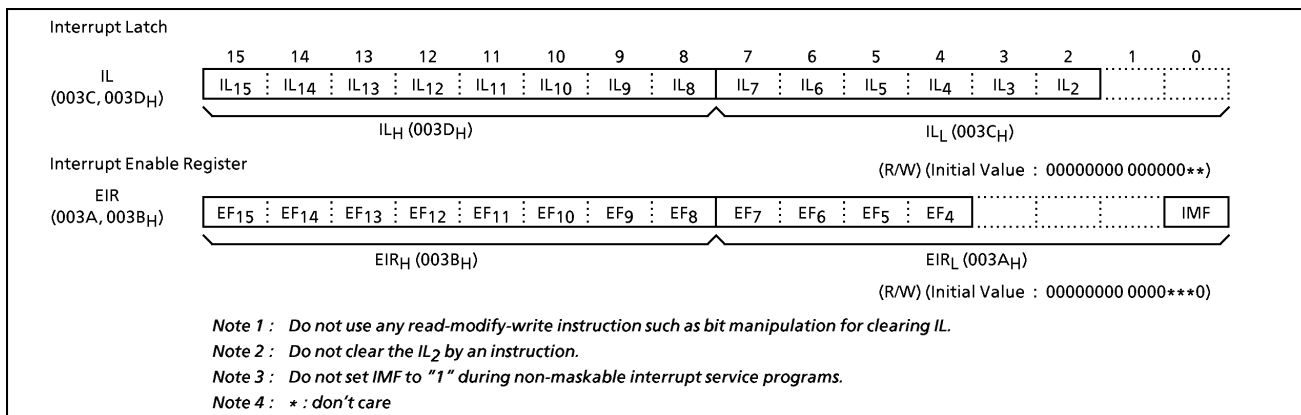 Interrupt Latch
15 14 13 12 11 10 9 8 7 6 5 4 3 2 1 0
IL
(003C, 003DH)
IL15 IL14 IL13 IL12 IL11 IL10 IL9 IL8 IL7 IL6 IL5 IL4 IL3 IL2
ILH (003DH) ILL (003CH)
Interrupt Enable Register
(R/W) (Initial Value : 00000000 000000**)
EIR
(003A, 003BH)
EF15 EF14 EF13 EF12 EF11 EF10 EF9 EF8 EF7 EF6 EF5 EF4 IMF
EIRH (003BH) EIRL (003AH)
(R/W) (Initial Value : 00000000 0000***0)
Note 1 : Do not use any read-modify-write instruction such as bit manipulation for clearing IL.
Note 2 : Do not clear the IL2 by an instruction.
Note 3 : Do not set IMF to "1" during non-maskable interrupt service programs.
Note 4 : * : don't care